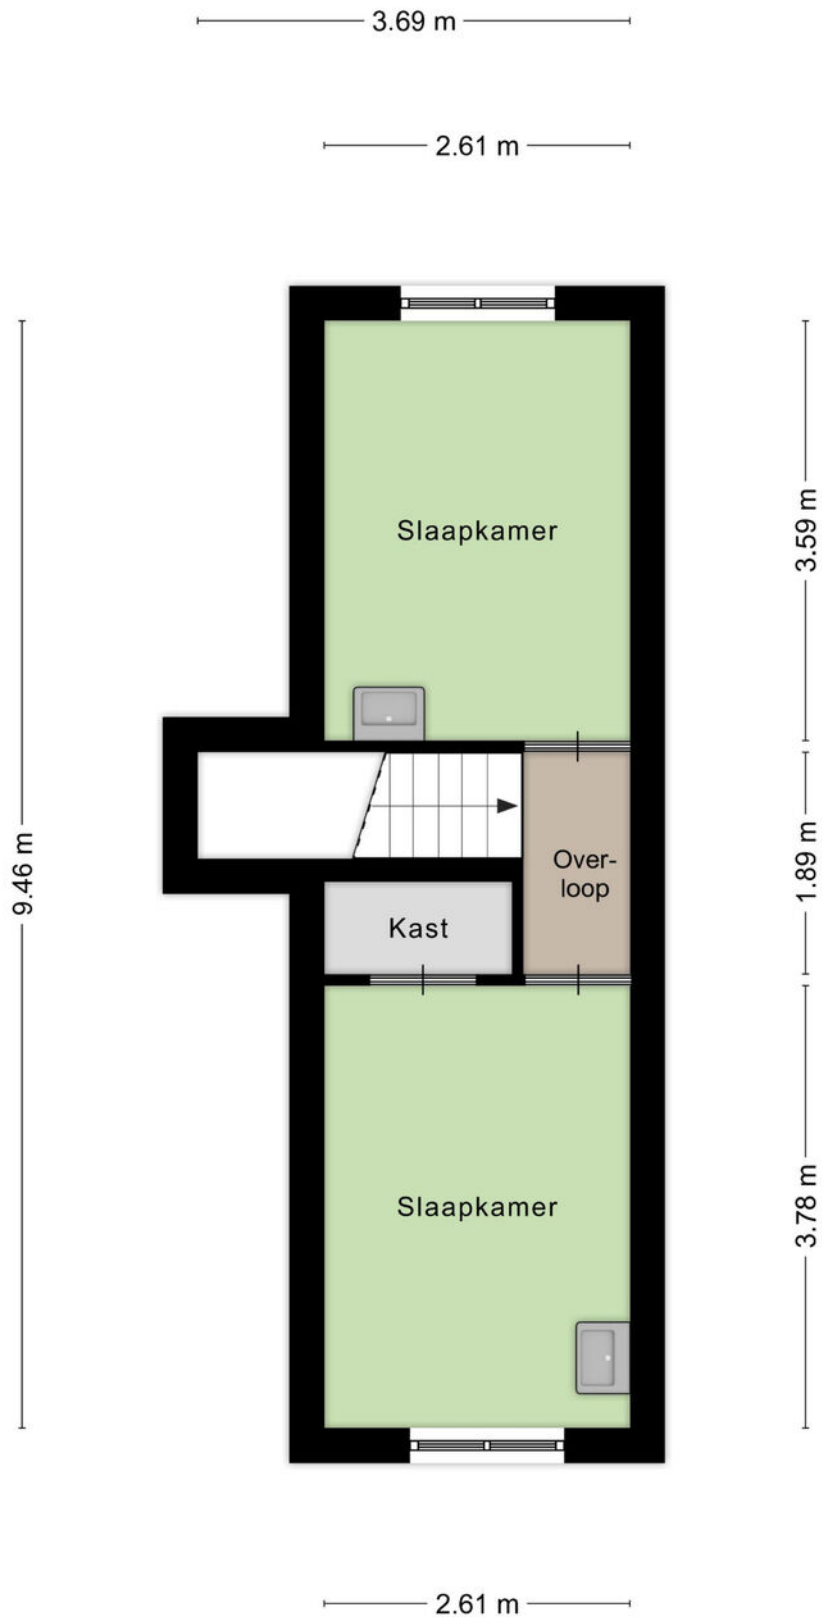 3.69 m
2.61 m
Slaapkamer
3.59 m
9.46 m
Over-
loop
1.89 m
Kast
Slaapkamer
3.78 m
2.61 m